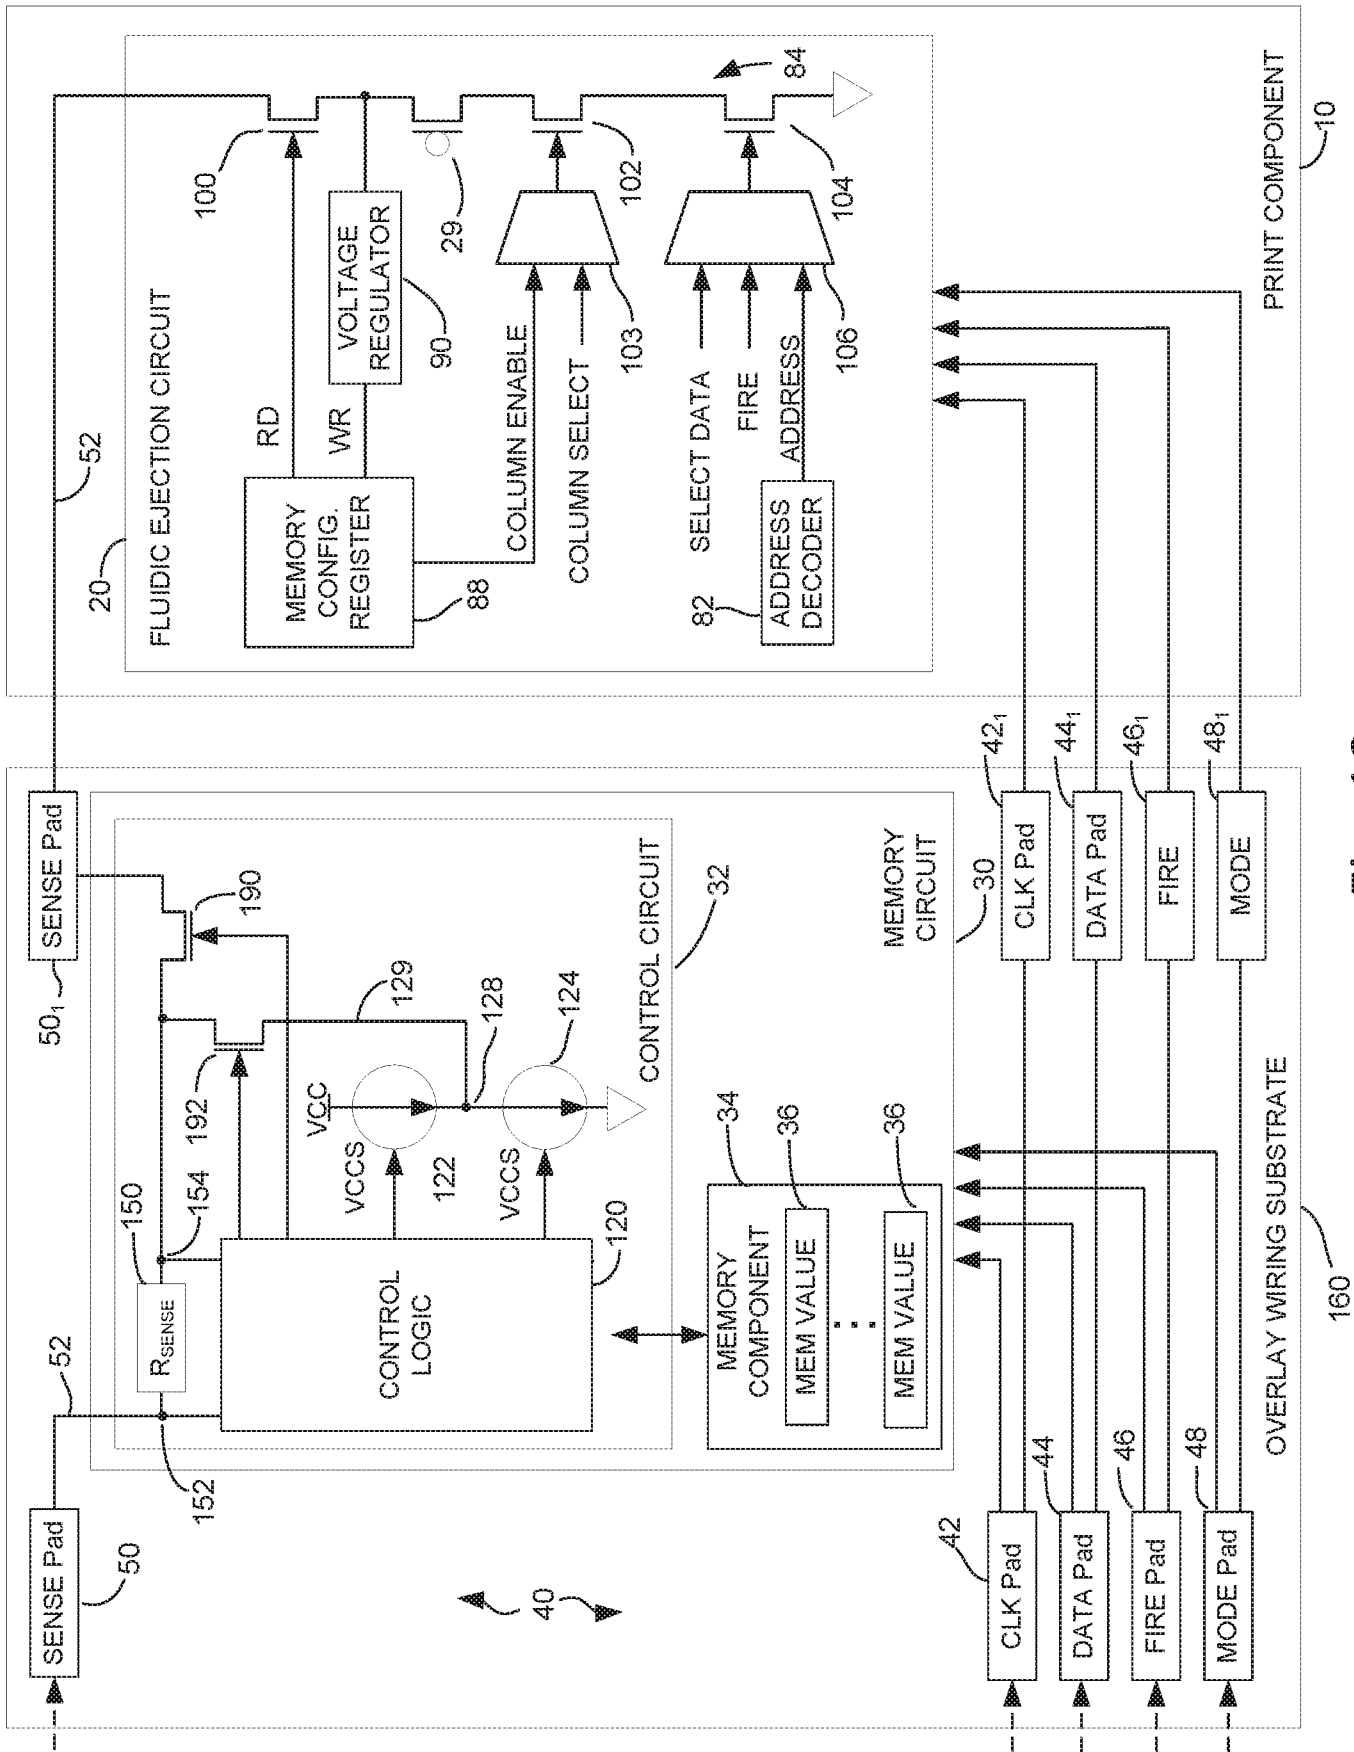 SENSE Pad
50
52
152
R_SENSE
150
154
192
190
SENSE Pad
50₁
52
CONTROL
LOGIC
120
VCC
VCCS
122
VCCS
124
128
129
CONTROL CIRCUIT
32
MEMORY
CIRCUIT
30
MEMORY
COMPONENT
34
MEM VALUE
36
MEM VALUE
36
40
CLK Pad
42
DATA Pad
44
FIRE Pad
46
MODE Pad
48
CLK Pad
42₁
DATA Pad
44₁
FIRE
46₁
MODE
48₁
OVERLAY WIRING SUBSTRATE
160
20
FLUIDIC EJECTION CIRCUIT
MEMORY
CONFIG.
REGISTER
88
RD
WR
VOLTAGE
REGULATOR
90
100
29
102
84
104
COLUMN ENABLE
COLUMN SELECT
103
SELECT DATA
FIRE
ADDRESS
106
ADDRESS
DECODER
82
PRINT COMPONENT
10